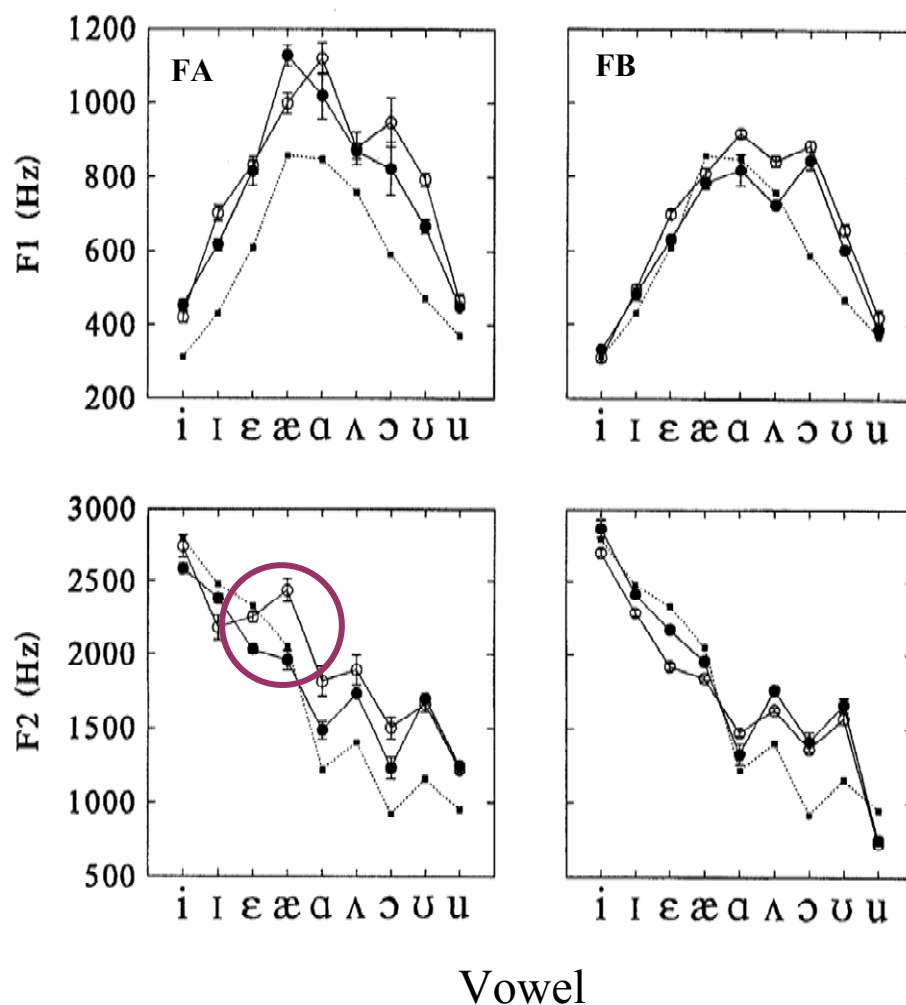 FA
FB
F1 (Hz)
1200
1000
800
600
400
200
i ɪ ɛ æ ɑ ʌ ɔ ʊ u
i ɪ ɛ æ ɑ ʌ ɔ ʊ u
F2 (Hz)
3000
2500
2000
1500
1000
500
i ɪ ɛ æ ɑ ʌ ɔ ʊ u
i ɪ ɛ æ ɑ ʌ ɔ ʊ u
Vowel